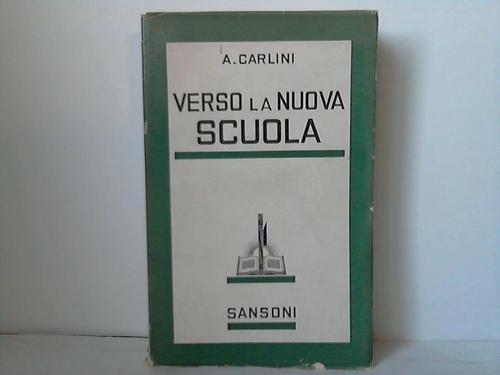 A. CARLINI
VERSO LA NUOVA
SCUOLA
SANSONI